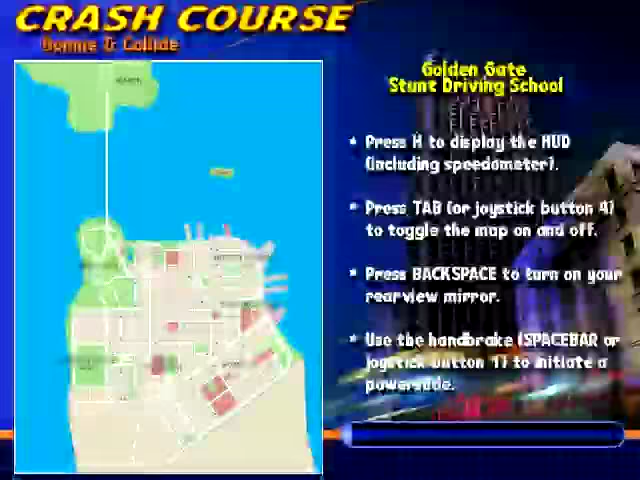 CRASH COURSE
Bonnie & Collide
Golden Gate
Stunt Driving School
• Press H to display the HUD
(including speedometer).
• Press TAB (or joystick button 4)
to toggle the map on and off.
• Press BACKSPACE to turn on your
rearview mirror.
• Use the handbrake (SPACEBAR or
joystick button 1) to initiate a
powerslide.